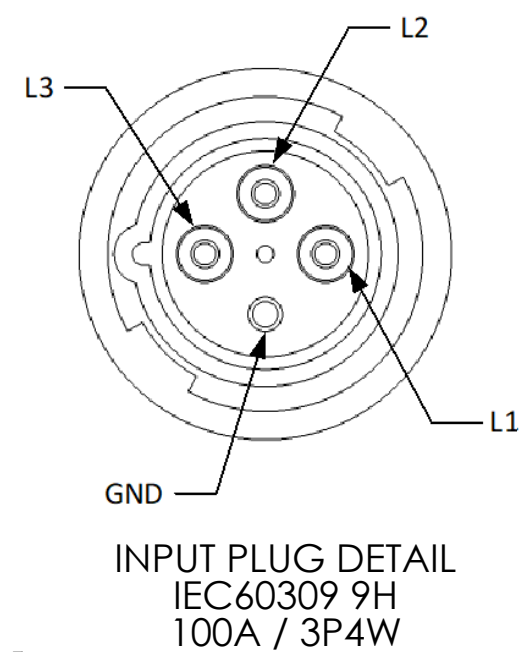 L2
L3
L1
GND
INPUT PLUG DETAIL
IEC60309 9H
100A / 3P4W